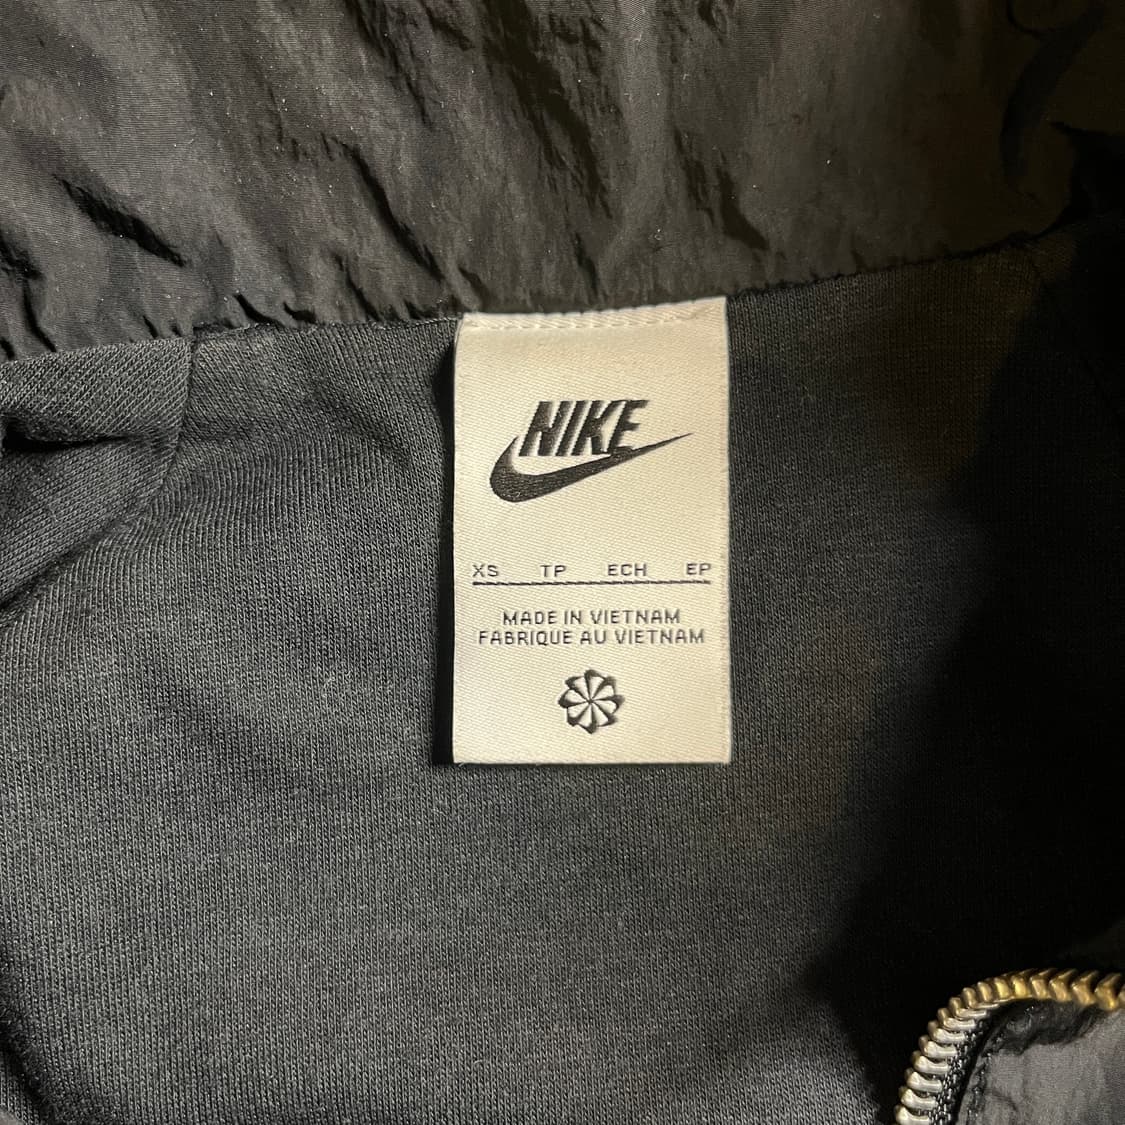 NIKE
XS TP ECH EP
MADE IN VIETNAM
FABRIQUE AU VIETNAM